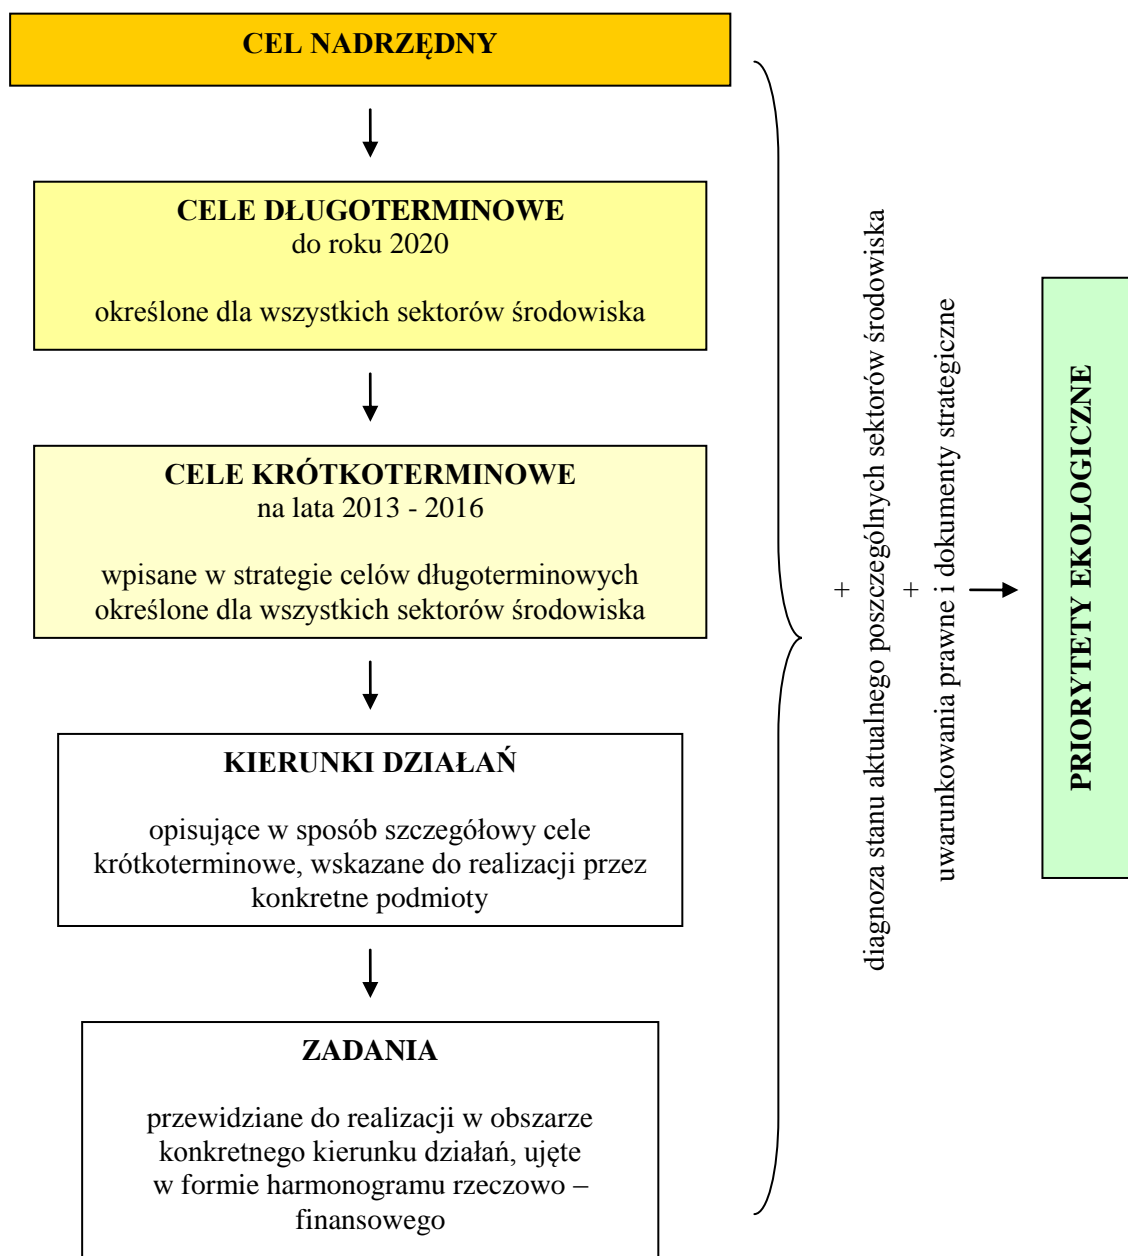 CEL NADRZĘDNY
CELE DŁUGOTERMINOWE
do roku 2020
określone dla wszystkich sektorów środowiska
CELE KRÓTKOTERMINOWE
na lata 2013 - 2016
wpisane w strategie celów długoterminowych
określone dla wszystkich sektorów środowiska
KIERUNKI DZIAŁAŃ
opisujące w sposób szczegółowy cele
krótkoterminowe, wskazane do realizacji przez
konkretne podmioty
ZADANIA
przewidziane do realizacji w obszarze
konkretnego kierunku działań, ujęte
w formie harmonogramu rzeczowo –
finansowego
+
diagnoza stanu aktualnego poszczególnych sektorów środowiska
+
uwarunkowania prawne i dokumenty strategiczne
PRIORYTETY EKOLOGICZNE